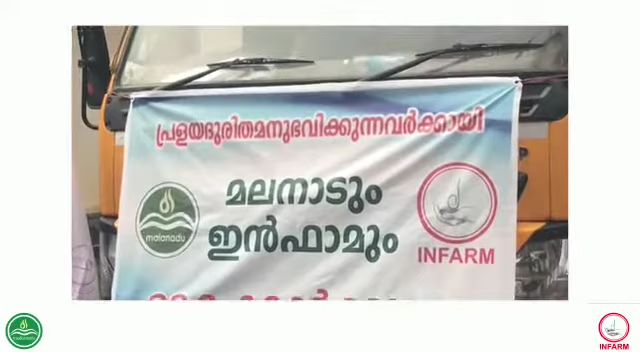 പ്രളയദുരിതമനുഭവിക്കുന്നവർക്കായി
മലനാടും
ഇൻഫാമും
malanadu
INFARM
INFARM